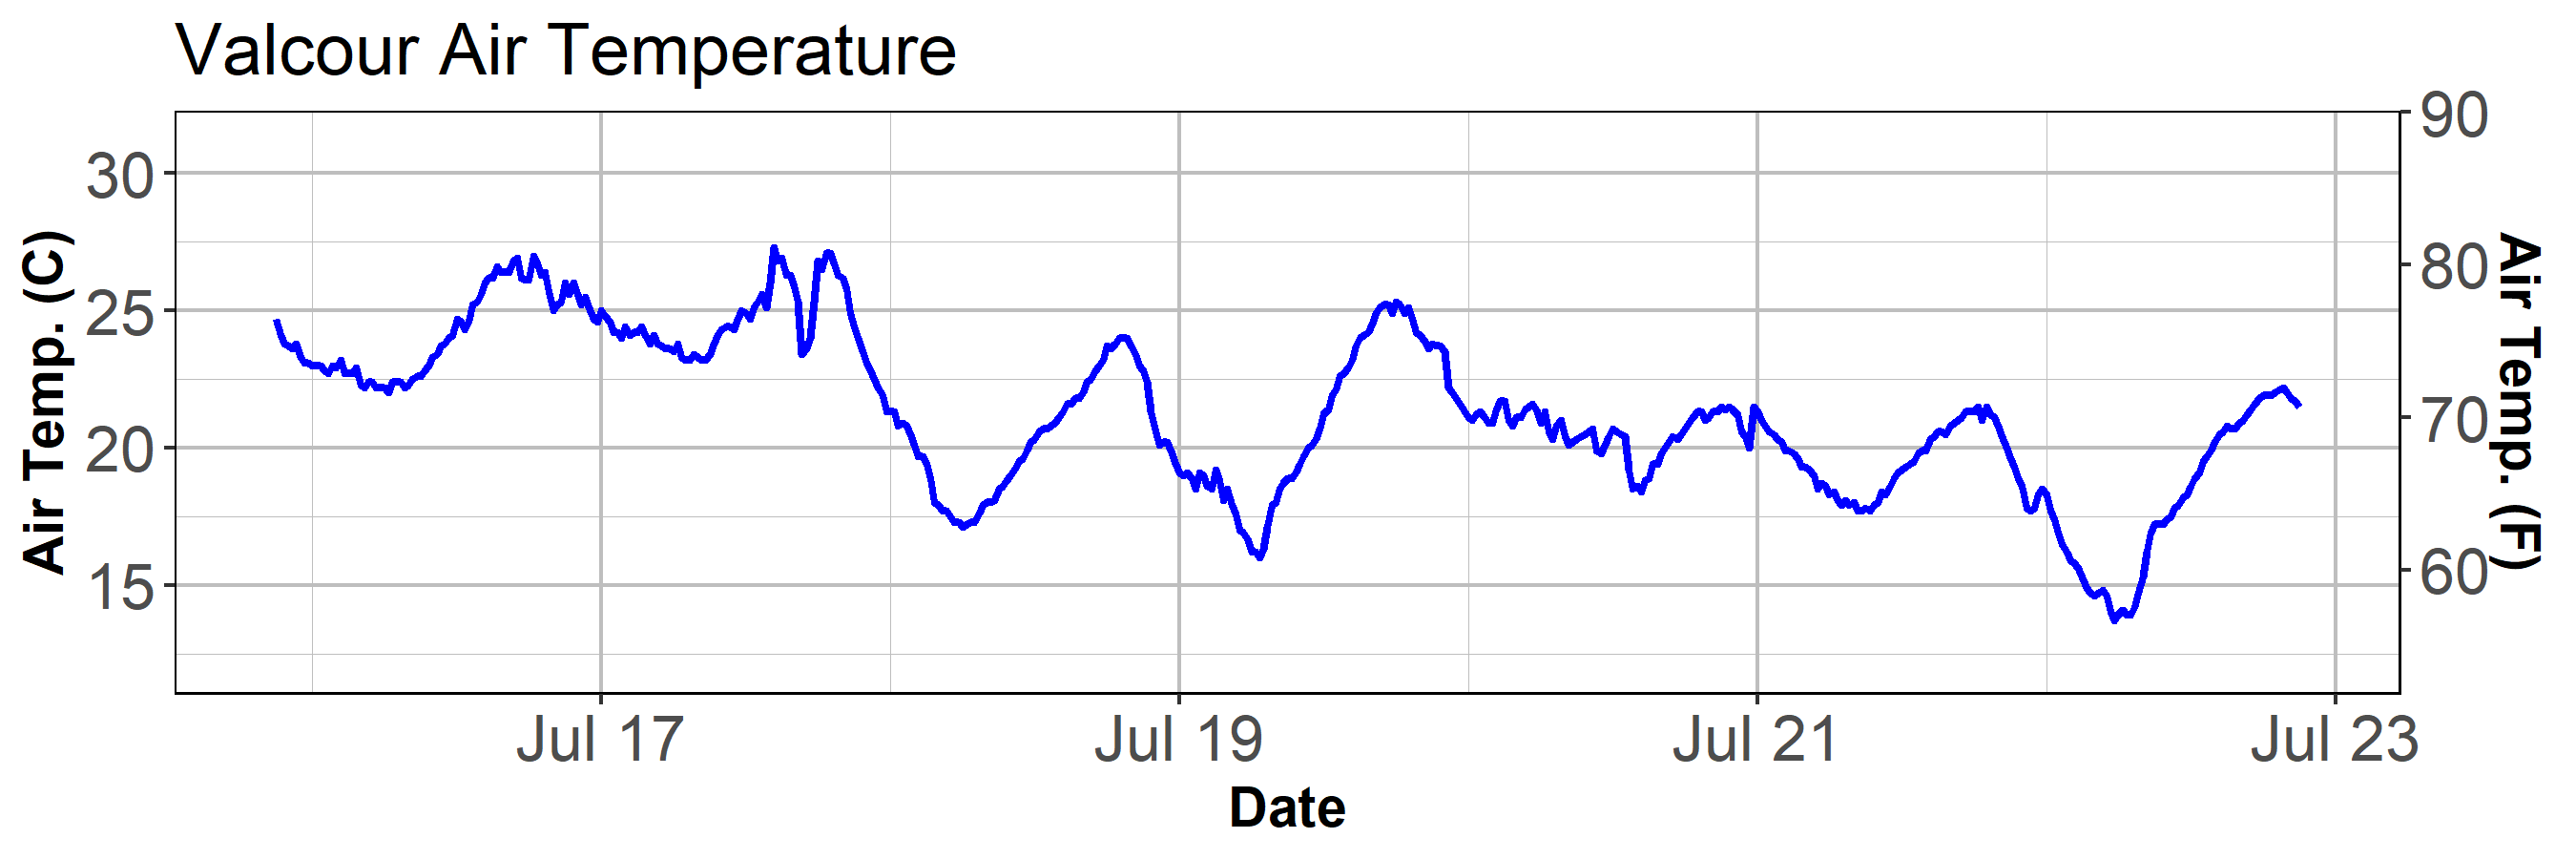 Valcour Air Temperature
Air Temp. (C)
30
25
20
15
90
80
70
60
Air Temp. (F)
Jul 17 Jul 19 Jul 21 Jul 23
Date